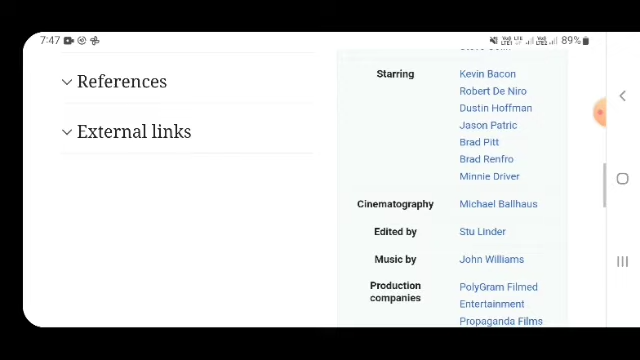 7:47
89%
References
External links
Starring
Kevin Bacon
Robert De Niro
Dustin Hoffman
Jason Patric
Brad Pitt
Brad Renfro
Minnie Driver
Cinematography Michael Ballhaus
Edited by Stu Linder
Music by John Williams
Production companies
PolyGram Filmed
Entertainment
Propaganda Films